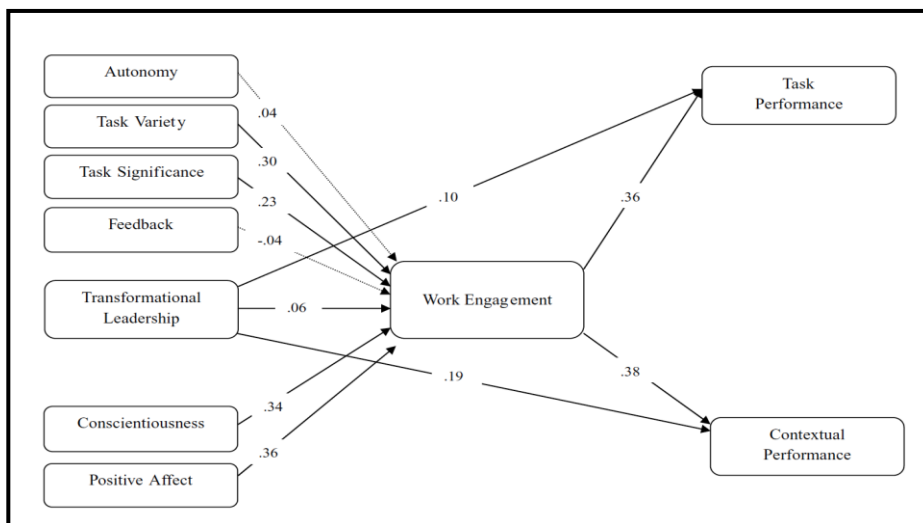 Autonomy
Task Variety
Task Significance
Feedback
Transformational
Leadership
Conscientiousness
Positive Affect
.04
.30
.23
-.04
.06
.34
.36
.10
.19
Work Engagement
.36
.38
Task
Performance
Contextual
Performance